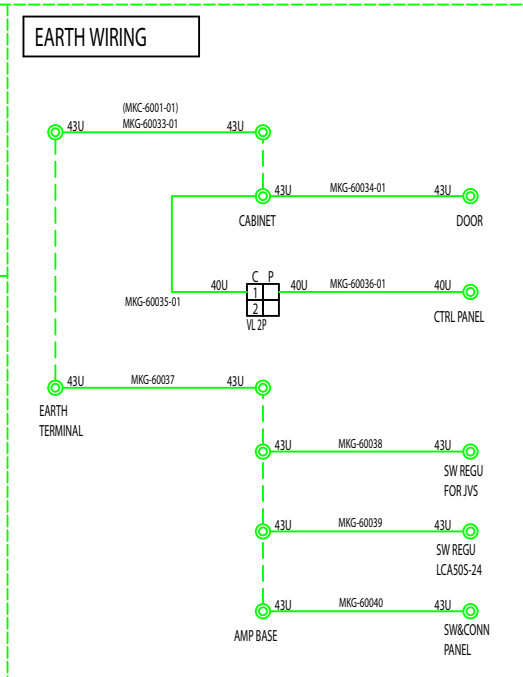 EARTH WIRING
(MKC-6001-01)
43U MKG-60033-01 43U
43U MKG-60034-01 43U
CABINET DOOR
C P
40U 1 40U MKG-60036-01 40U
MKG-60035-01
2
VL 2P
CTRL PANEL
43U MKG-60037 43U
EARTH
TERMINAL
43U MKG-60038 43U
SW REGU
FOR JVS
43U MKG-60039 43U
SW REGU
LCA50S-24
43U MKG-60040 43U
AMP BASE
SW&CONN
PANEL